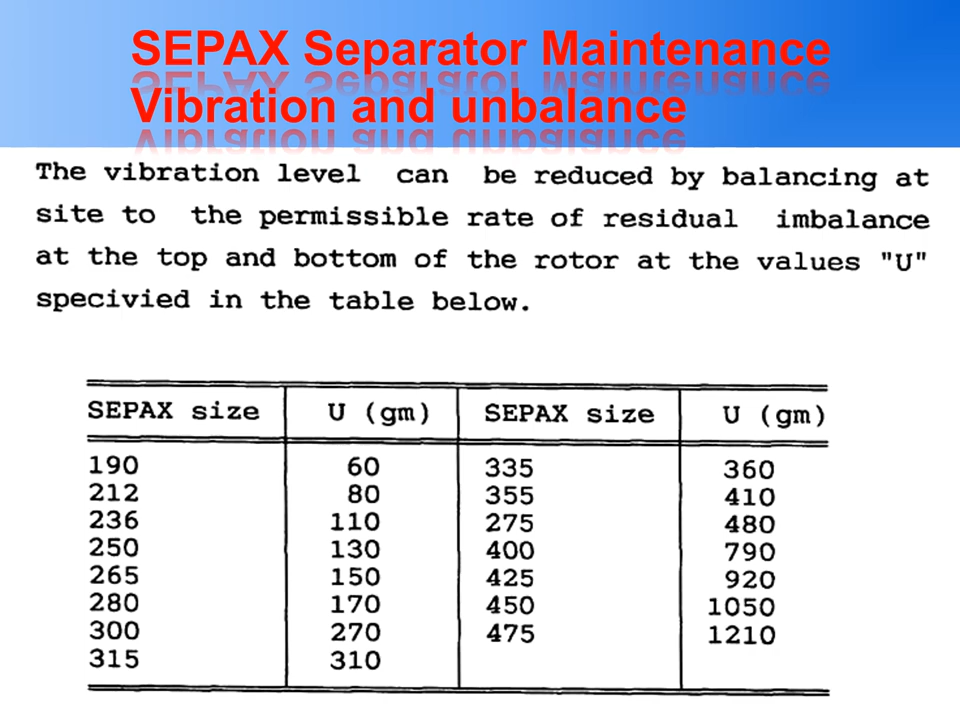 SEPAX Separator Maintenance
Vibration and unbalance
The vibration level can be reduced by balancing at
site to the permissible rate of residual imbalance
at the top and bottom of the rotor at the values "U"
specivied in the table below.
SEPAX size U (gm) SEPAX size U (gm)
190 60 335 360
212 80 355 410
236 110 275 480
250 130 400 790
265 150 425 920
280 170 450 1050
300 270 475 1210
315 310